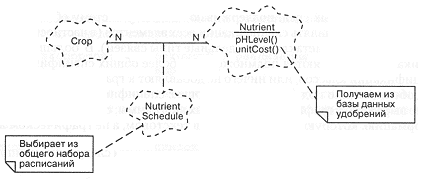 Crop
N
N
Nutrient
pHLevel()
unitCost()
Nutrient
Schedule
Получаем из
базы данных
удобрений
Выбирает из
общего набора
расписаний